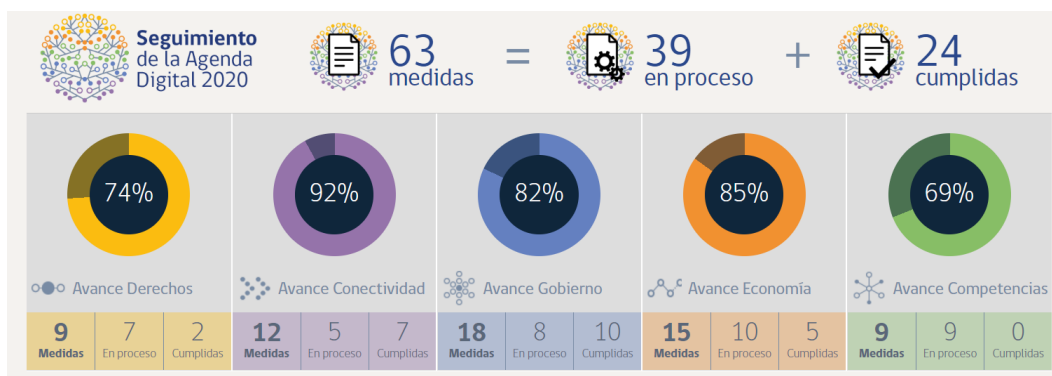 Seguimiento
de la Agenda
Digital 2020
63
medidas
=
39
en proceso
+
24
cumplidas
74%
92%
82%
85%
69%
Avance Derechos
Avance Conectividad
Avance Gobierno
Avance Economía
Avance Competencias
9
Medidas
7
En proceso
2
Cumplidas
12
Medidas
5
En proceso
7
Cumplidas
18
Medidas
8
En proceso
10
Cumplidas
15
Medidas
10
En proceso
5
Cumplidas
9
Medidas
9
En proceso
0
Cumplidas